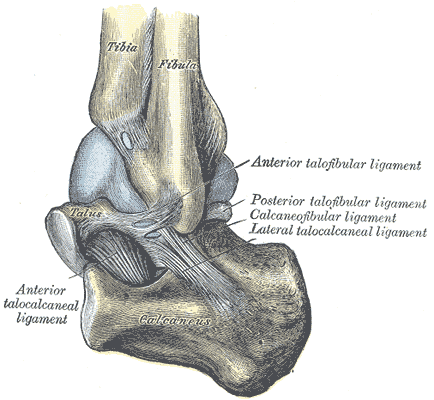 Tibia
Fibula
Anterior talofibular ligament
Talus
Posterior talofibular ligament
Calcaneofibular ligament
Lateral talocalcaneal ligament
Anterior
talocalcaneal
ligament
Calcaneus